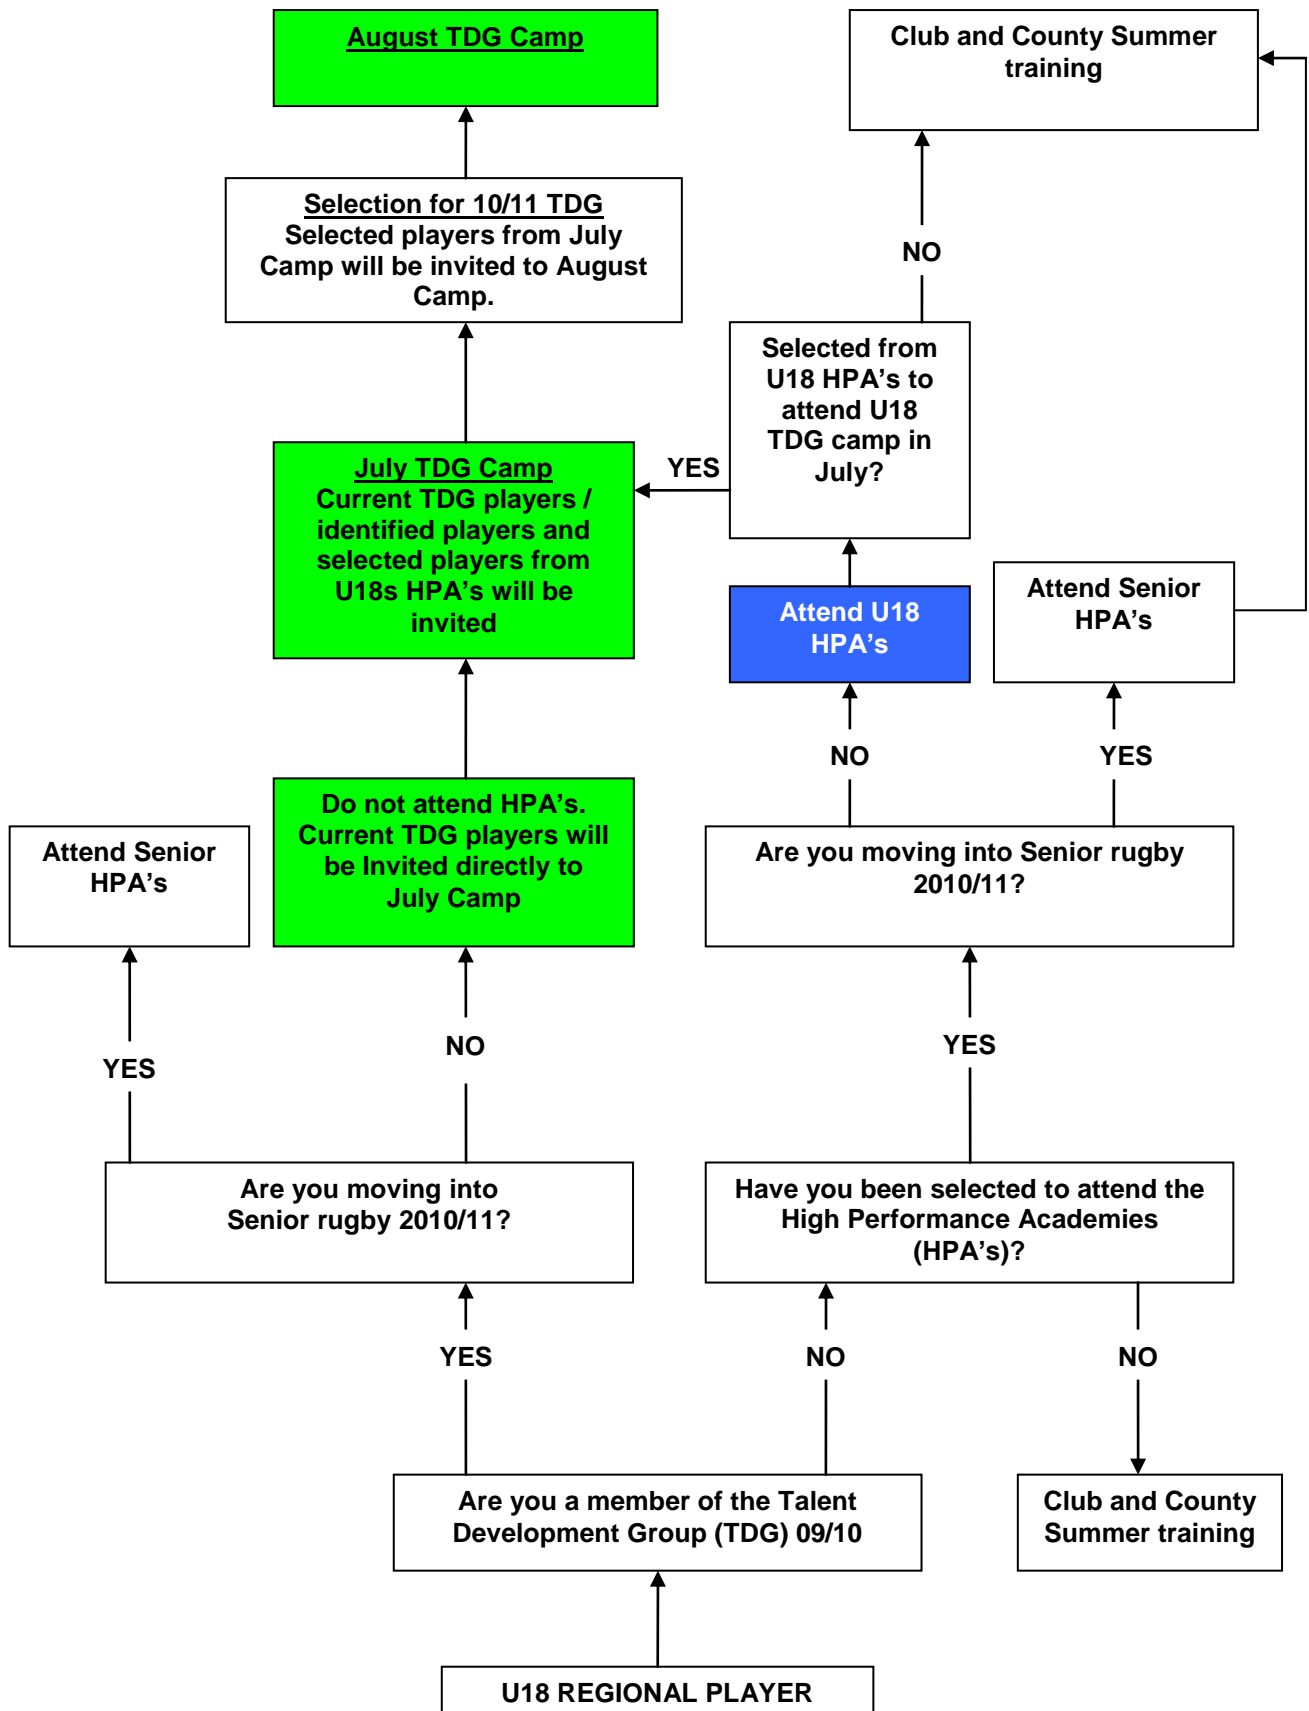 August TDG Camp
Club and County Summer
training
Selection for 10/11 TDG
Selected players from July
Camp will be invited to August
Camp.
NO
Selected from
U18 HPA’s to
attend U18
TDG camp in
July?
YES
July TDG Camp
Current TDG players /
identified players and
selected players from
U18s HPA’s will be
invited
Attend U18
HPA’s
Attend Senior
HPA’s
NO
YES
Do not attend HPA’s.
Current TDG players will
be Invited directly to
July Camp
Attend Senior
HPA’s
Are you moving into Senior rugby
2010/11?
YES
NO
YES
Are you moving into
Senior rugby 2010/11?
Have you been selected to attend the
High Performance Academies
(HPA’s)?
YES
NO
NO
Are you a member of the Talent
Development Group (TDG) 09/10
Club and County
Summer training
U18 REGIONAL PLAYER